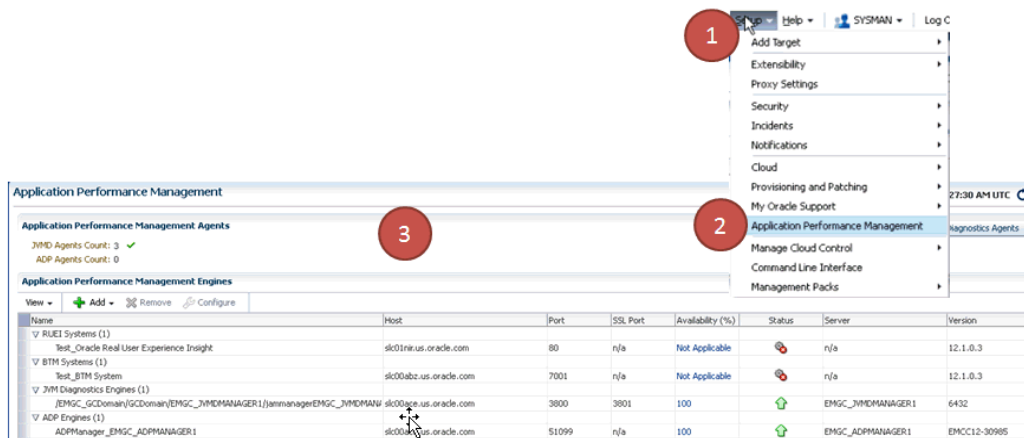 Setup Help SYSMAN Log
1
Add Target
Extensibility
Proxy Settings
Security
Incidents
Notifications
Cloud
Provisioning and Patching
My Oracle Support
2
Application Performance Management
Manage Cloud Control
Command Line Interface
Management Packs
Application Performance Management
27:30 AM UTC
Application Performance Management Agents
iagnostics Agents
3
JVMD Agents Count: 3
ADP Agents Count: 0
Application Performance Management Engines
View Add Remove Configure
Name Host Port SSL Port Availability (%) Status Server Version
RUEI Systems (1)
Test_Oracle Real User Experience Insight slc01nir.us.oracle.com 80 n/a Not Applicable n/a 12.1.0.3
BTM Systems (1)
Test_BTM System slc00abz.us.oracle.com 7001 n/a Not Applicable n/a 12.1.0.3
JVM Diagnostics Engines (1)
/EMGC_GCDomain/GCDomain/EMGC_JVMDMANAGER1/jammanagerEMGC_JVMDMANA slc00ace.us.oracle.com 3800 3801 100 EMGC_JVMDMANAGER1 6432
ADP Engines (1)
ADPManager_EMGC_ADPMANAGER1 us.oracle.com 51099 n/a 100 EMGC_ADPMANAGER1 EMCC12-30985